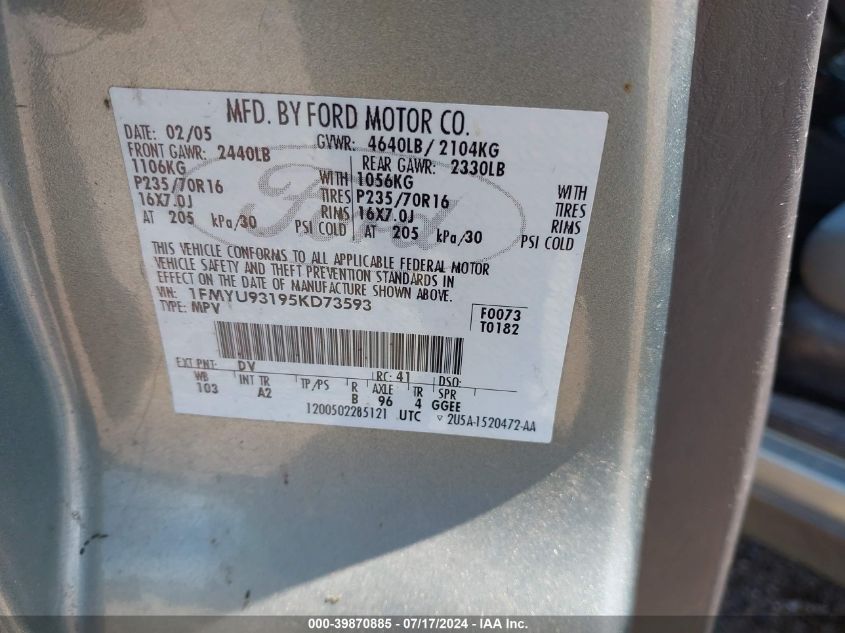 MFD. BY FORD MOTOR CO.
DATE: 02/05 GVWR: 4640LB/ 2104KG
FRONT GAWR: 2440LB REAR GAWR: 2330LB
1106KG WITH 1056KG WITH
P235/70R16 TIRES P235/70R16 TIRES
16X7.0J RIMS 16X7.0J RIMS
AT 205 kPa/30 PSI COLD AT 205 kPa/30 PSI COLD
Ford
THIS VEHICLE CONFORMS TO ALL APPLICABLE FEDERAL MOTOR
VEHICLE SAFETY AND THEFT PREVENTION STANDARDS IN
EFFECT ON THE DATE OF MANUFACTURE SHOWN ABOVE.
VIN: 1FMYU93195KD73593
TYPE: MPV
F0073
T0182
EXT PNT: DV RC: 41 DSO:
WB INT TR TP/PS R AXLE TR SPR
103 A2 B 96 4 GGEE
1200502285121 UTC ▽ 2U5A-1520472-AA
000-39870885 / 07/17/2024 - IAA Inc.